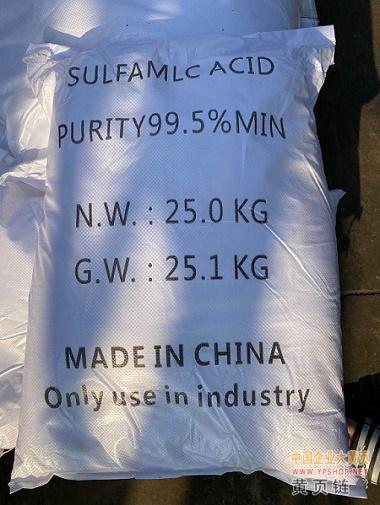 SULFAMLC ACID
PURITY99.5%MIN
N.W. : 25.0 KG
G.W. : 25.1 KG
MADE IN CHINA
Only use in industry
中国企业大黄页
WWW.YPSHOP.NET
黄页链